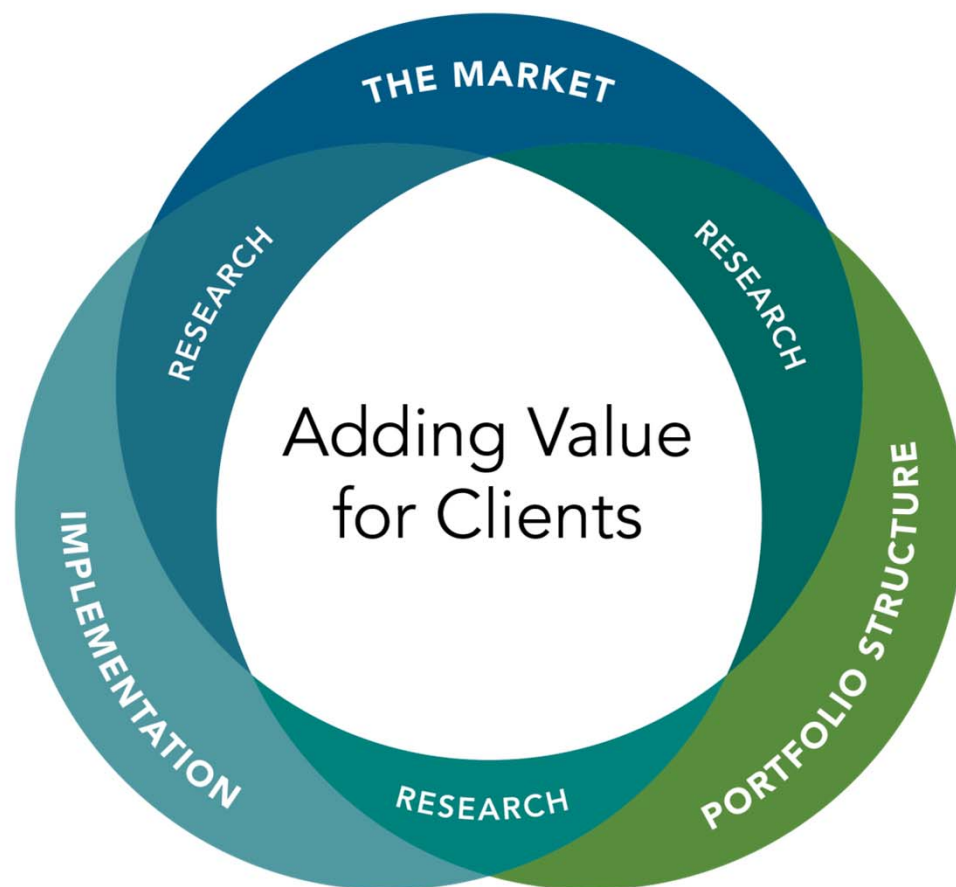 THE MARKET
RESEARCH
RESEARCH
Adding Value
for Clients
IMPLEMENTATION
PORTFOLIO STRUCTURE
RESEARCH